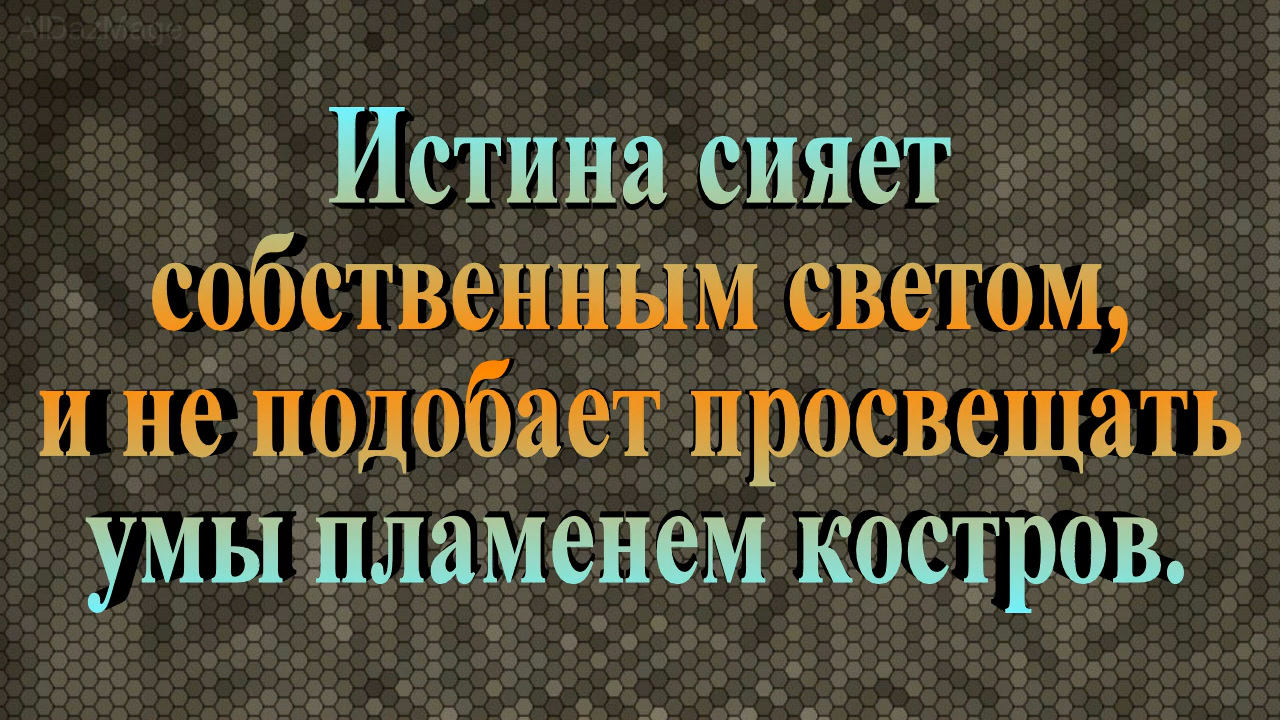 Истина сияет
собственным светом,
и не подобает просвещать
умы пламенем костров.